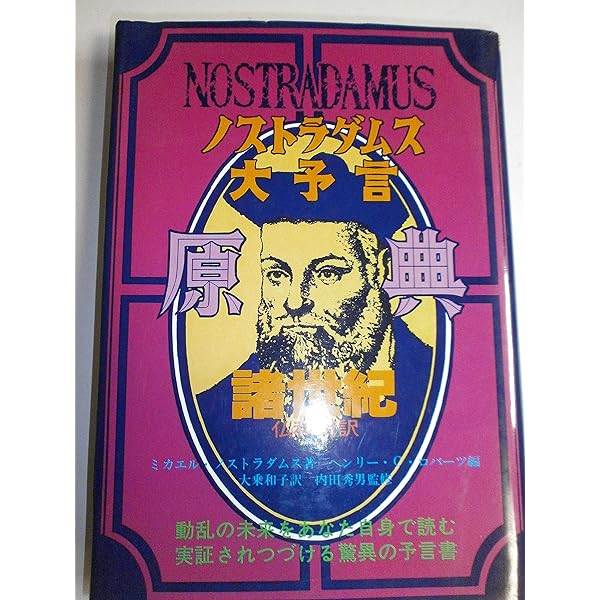 NOSTRADAMUS
ノストラダムス
大予言
原典
諸世紀
ミカエル・ノストラダムス著 ヘンリー・C・ロバーツ編
大乗和子訳 内田秀男監修
動乱の未来をあなた自身で読む
実証されつづける驚異の予言書